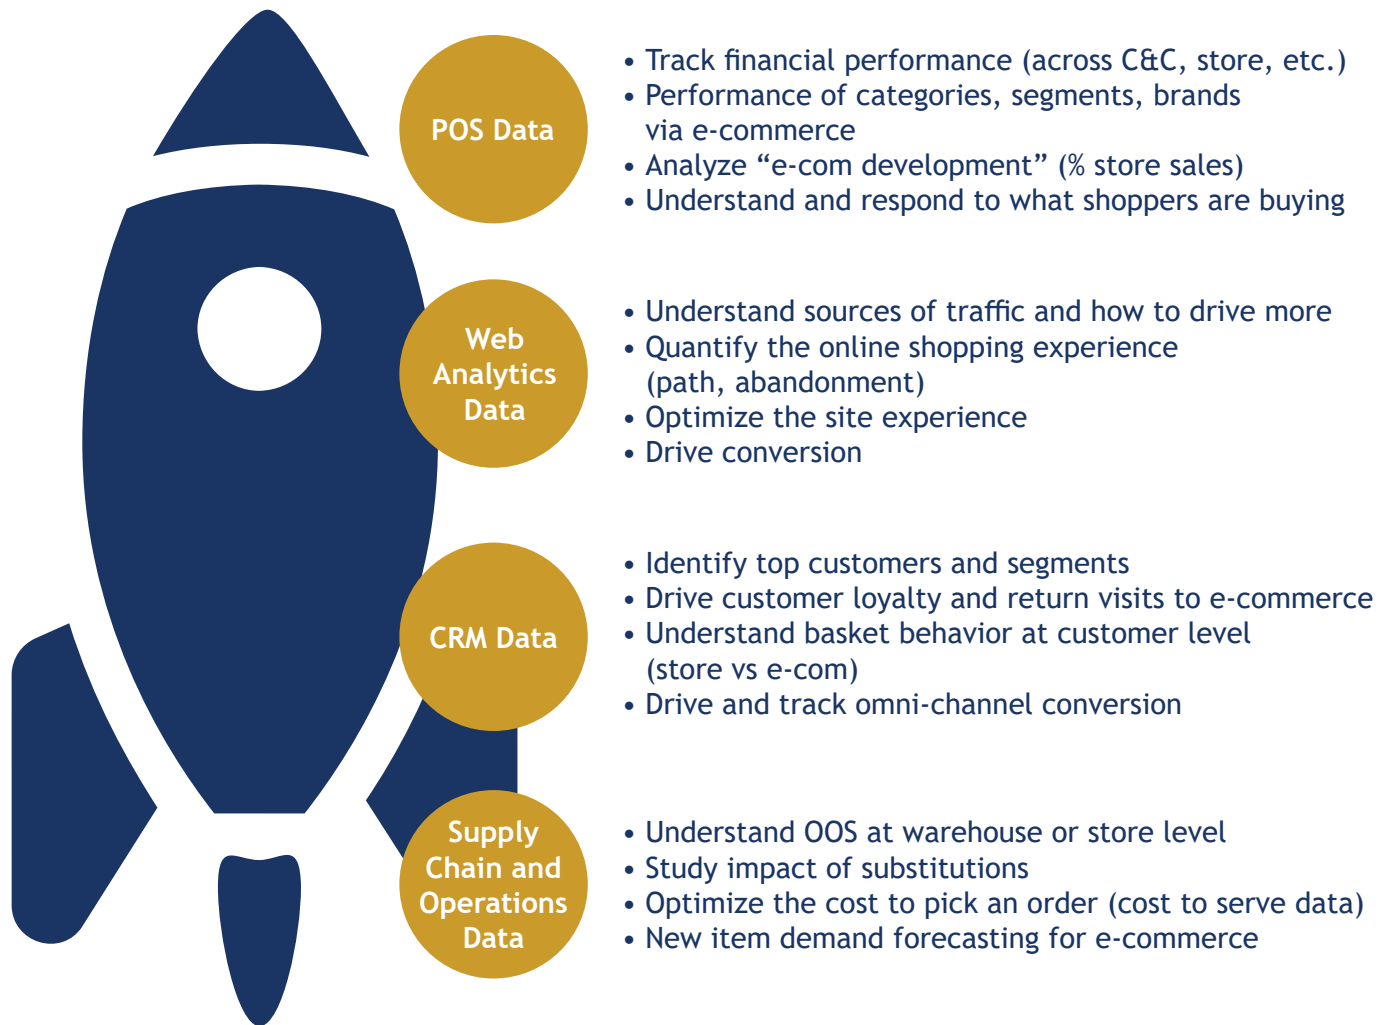 POS Data
• Track financial performance (across C&C, store, etc.)
• Performance of categories, segments, brands
via e-commerce
• Analyze “e-com development” (% store sales)
• Understand and respond to what shoppers are buying
Web
Analytics
Data
• Understand sources of traffic and how to drive more
• Quantify the online shopping experience
(path, abandonment)
• Optimize the site experience
• Drive conversion
CRM Data
• Identify top customers and segments
• Drive customer loyalty and return visits to e-commerce
• Understand basket behavior at customer level
(store vs e-com)
• Drive and track omni-channel conversion
Supply
Chain and
Operations
Data
• Understand OOS at warehouse or store level
• Study impact of substitutions
• Optimize the cost to pick an order (cost to serve data)
• New item demand forecasting for e-commerce